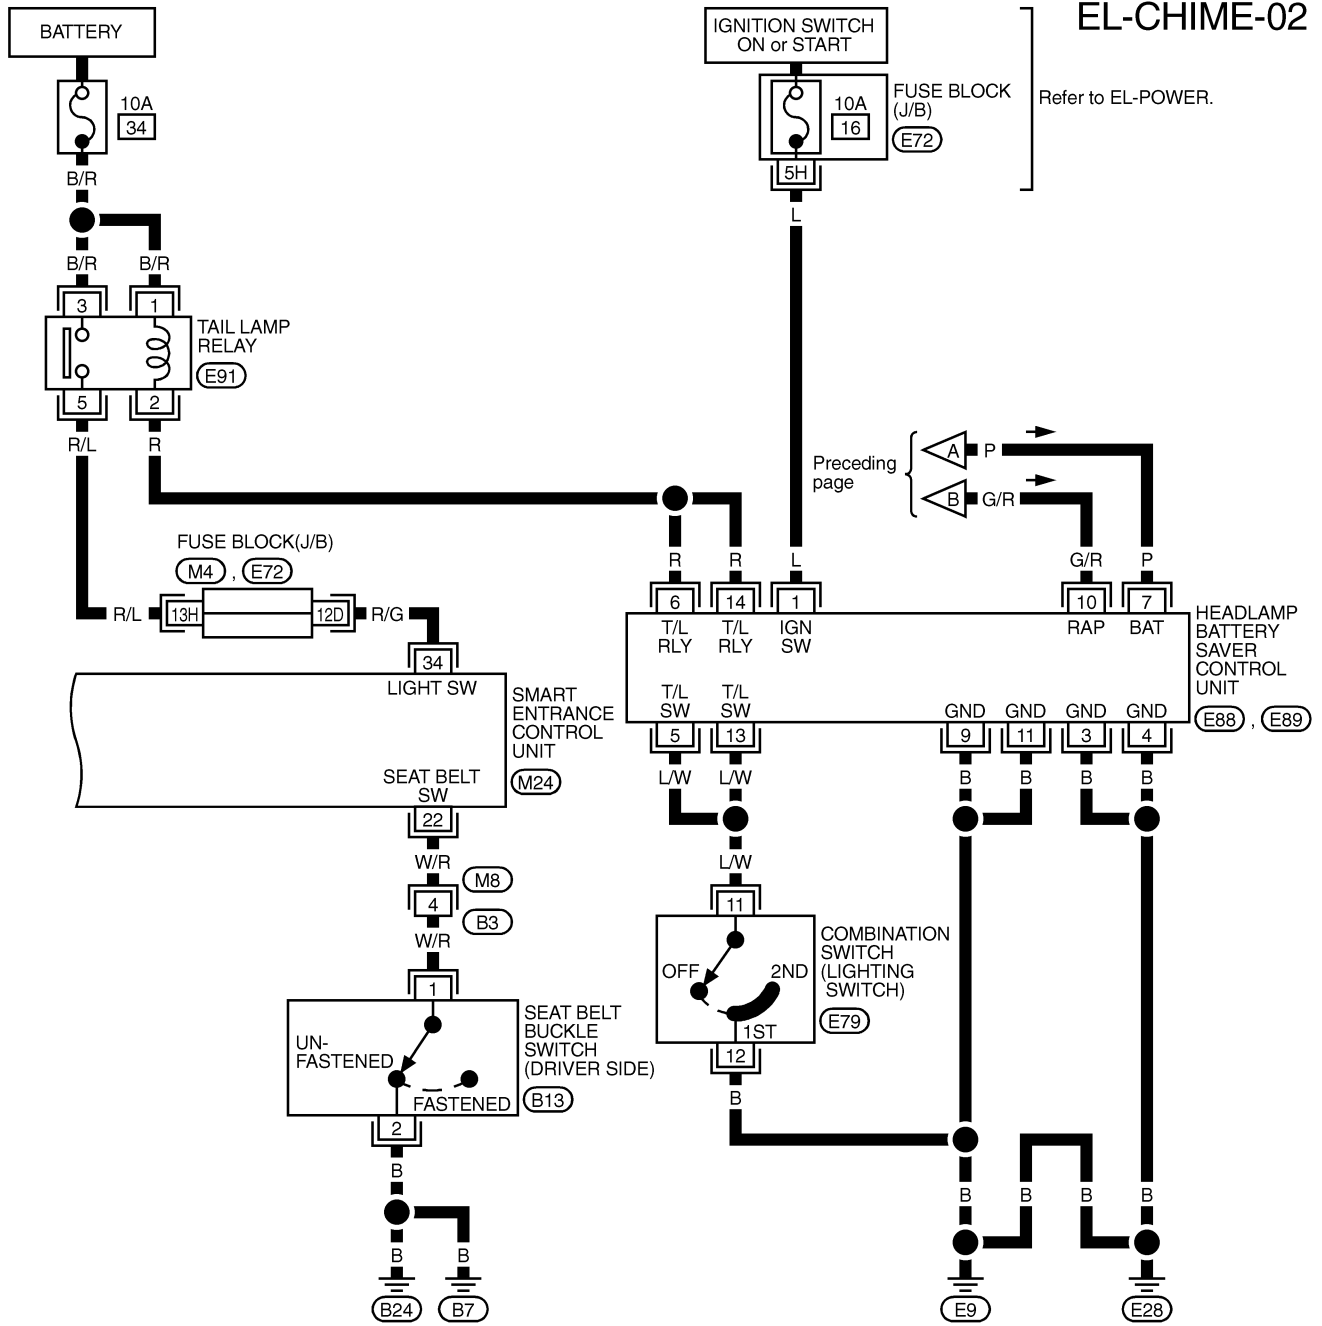 EL-CHIME-02
BATTERY
IGNITION SWITCH
ON or START
10A
34
10A
16
FUSE BLOCK
(J/B)
E72
Refer to EL-POWER.
5H
B/R
L
B/R
B/R
3
1
TAIL LAMP
RELAY
E91
5
2
R/L
R
Preceding
page
A
P
B
G/R
FUSE BLOCK(J/B)
M4 , E72
R
R
L
G/R
P
R/L
13H
12D
R/G
6
14
1
10
7
T/L
RLY
T/L
RLY
IGN
SW
RAP
BAT
HEADLAMP
BATTERY
SAVER
CONTROL
UNIT
E88 , E89
34
LIGHT SW
SMART
ENTRANCE
CONTROL
UNIT
M24
T/L
SW
T/L
SW
GND
GND
GND
GND
5
13
9
11
3
4
SEAT BELT
SW
22
L/W
L/W
B
B
B
B
W/R
M8
4
B3
W/R
L/W
11
OFF
2ND
1ST
COMBINATION
SWITCH
(LIGHTING
SWITCH)
E79
12
1
UN-
FASTENED
FASTENED
SEAT BELT
BUCKLE
SWITCH
(DRIVER SIDE)
B13
2
B
B
B
B
B
B
B
B
B24
B7
E9
E28